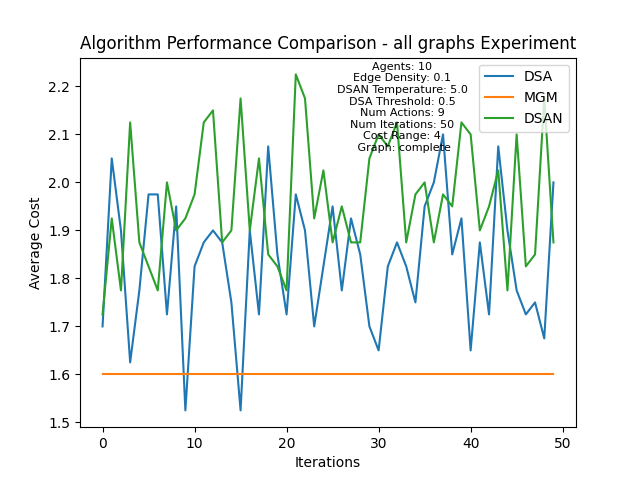 Algorithm Performance Comparison - all graphs Experiment
Agents: 10
Edge Density: 0.1
DSAN Temperature: 5.0
DSA Threshold: 0.5
Num Actions: 9
Num Iterations: 50
Cost Range: 4
Graph: complete
DSA
MGM
DSAN
2.2
2.1
2.0
1.9
1.8
1.7
1.6
1.5
Average Cost
0 10 20 30 40 50
Iterations